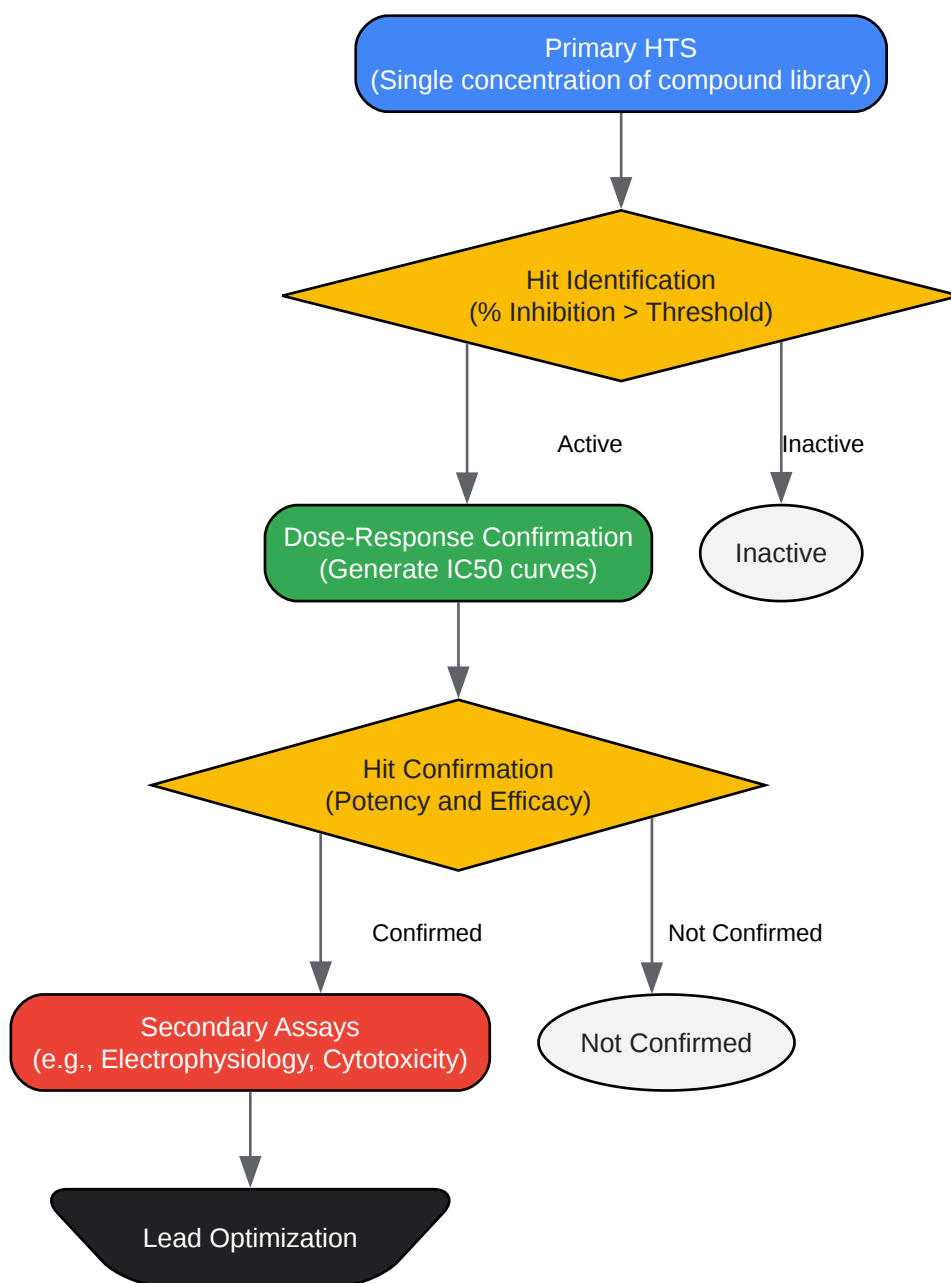 Primary HTS
(Single concentration of compound library)
Hit Identification
(% Inhibition > Threshold)
Active
Inactive
Dose-Response Confirmation
(Generate IC50 curves)
Inactive
Hit Confirmation
(Potency and Efficacy)
Confirmed
Not Confirmed
Secondary Assays
(e.g., Electrophysiology, Cytotoxicity)
Not Confirmed
Lead Optimization